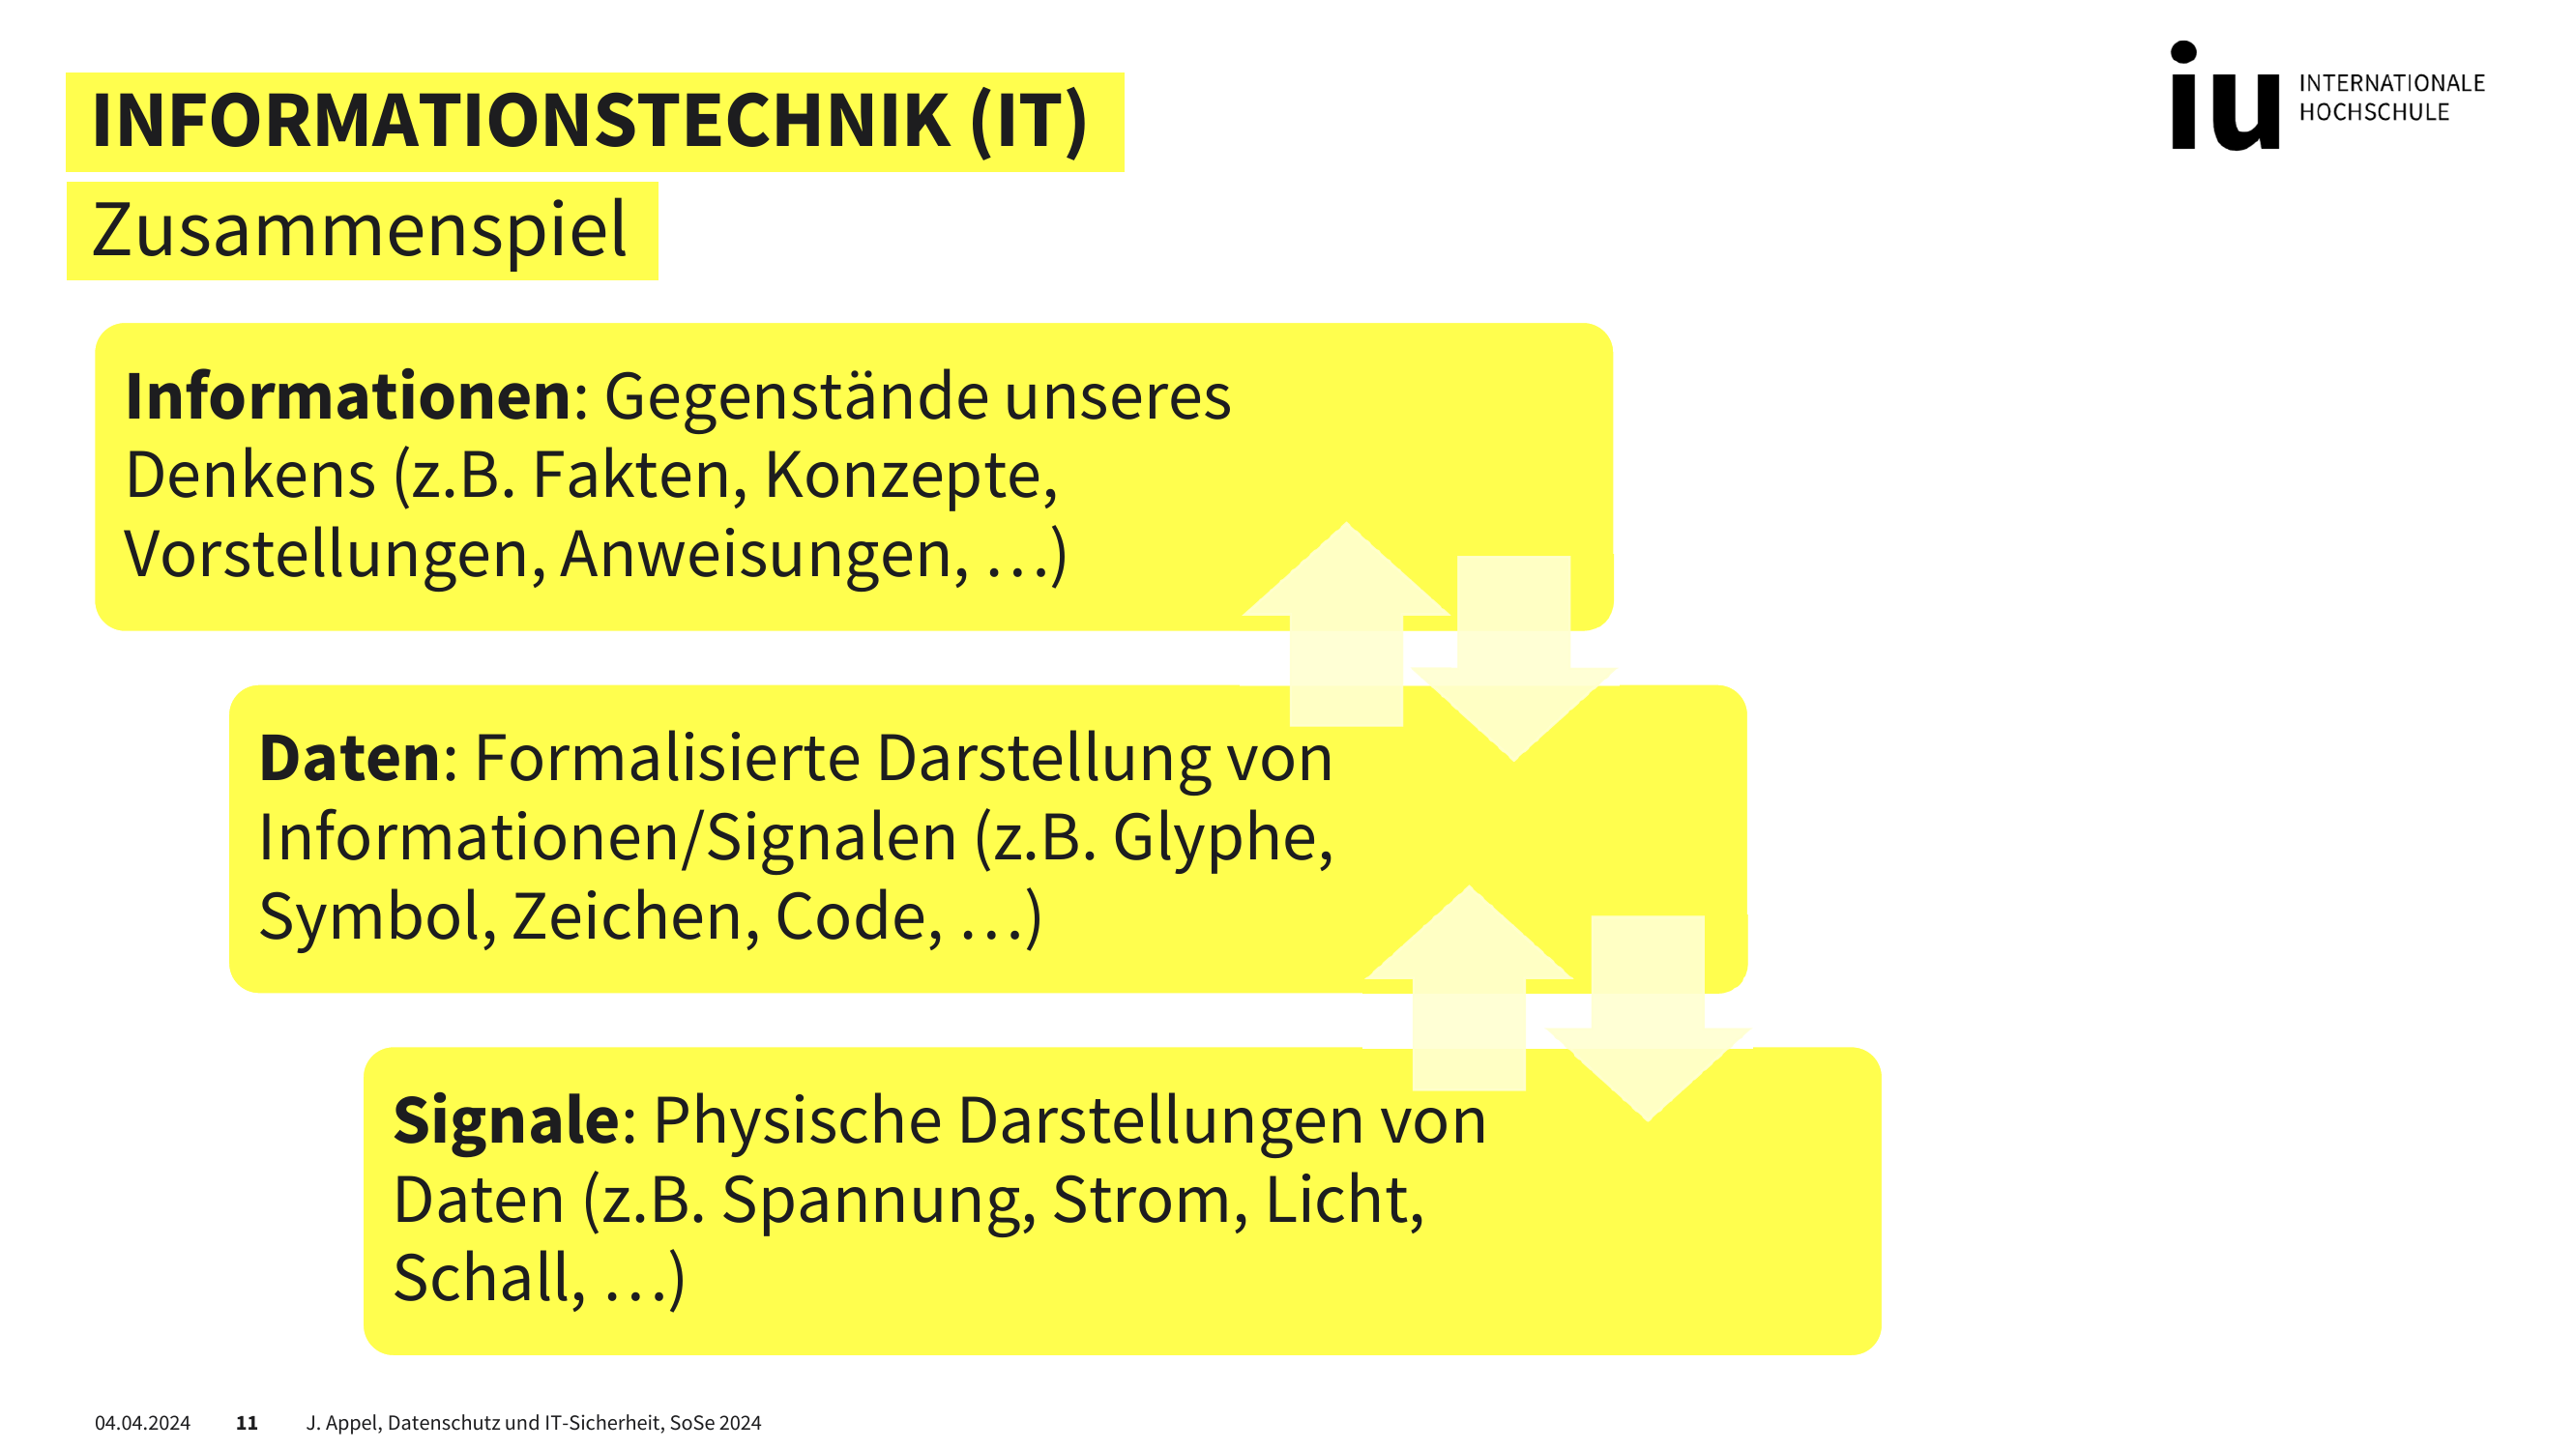 INFORMATIONSTECHNIK (IT)
Zusammenspiel
iu INTERNATIONALE
HOCHSCHULE
Informationen: Gegenstände unseres
Denkens (z.B. Fakten, Konzepte,
Vorstellungen, Anweisungen, …)
Daten: Formalisierte Darstellung von
Informationen/Signalen (z.B. Glyphe,
Symbol, Zeichen, Code, …)
Signale: Physische Darstellungen von
Daten (z.B. Spannung, Strom, Licht,
Schall, …)
04.04.2024 11 J. Appel, Datenschutz und IT-Sicherheit, SoSe 2024